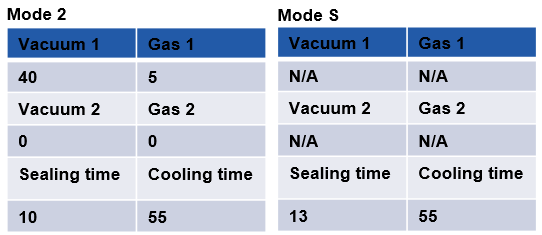 Mode 2
Vacuum 1 Gas 1
40 5
Vacuum 2 Gas 2
0 0
Sealing time Cooling time
10 55
Mode S
Vacuum 1 Gas 1
N/A N/A
Vacuum 2 Gas 2
N/A N/A
Sealing time Cooling time
13 55